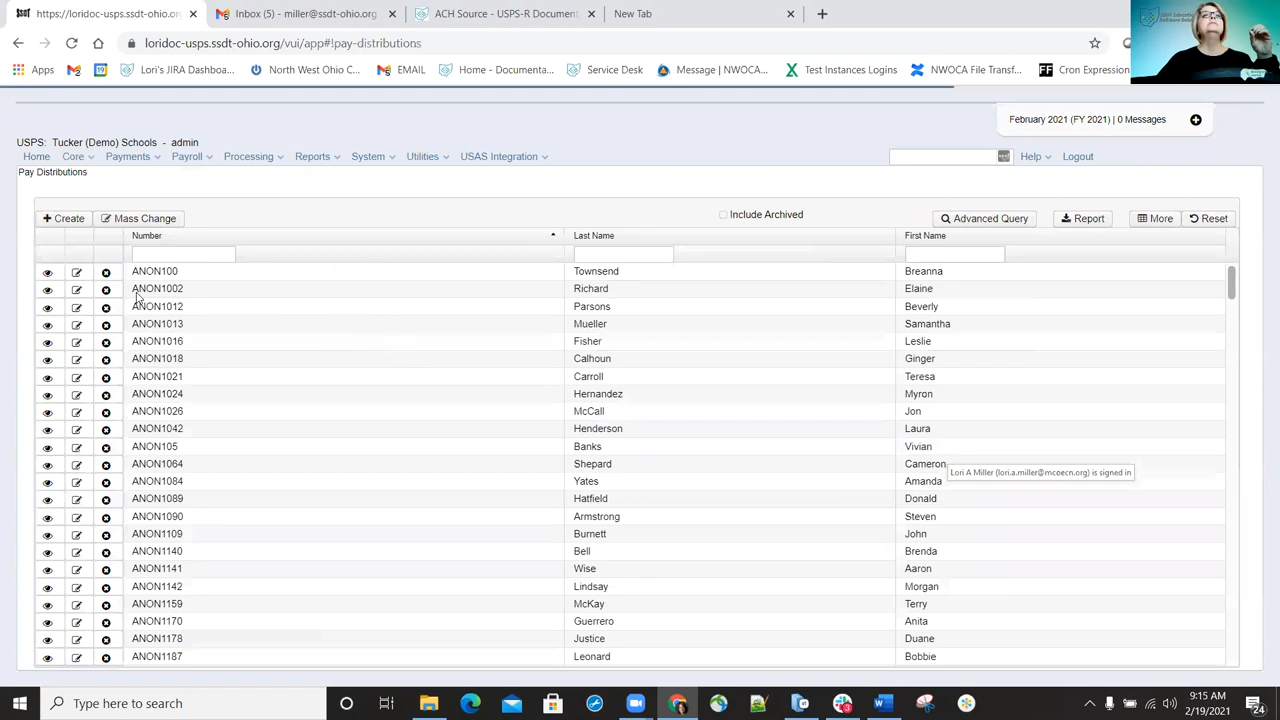 https://loridoc-usps.ssdt-ohio.org/ Inbox (5) - miller@ssdt-ohio.org ACH Source - USPS-R Document New Tab
loridoc-usps.ssdt-ohio.org/vui/app#!pay-distributions
Apps Lori's JIRA Dashboa... North West Ohio C... EMAIL Home - Documenta... Service Desk Message | NWOCA... Test Instances Logins NWOCA File Transf... Cron Expression
February 2021 (FY 2021) | 0 Messages
USPS: Tucker (Demo) Schools - admin
Home Core Payments Payroll Processing Reports System Utilities USAS Integration Help Logout
Pay Distributions
Create Mass Change Include Archived Advanced Query Report More Reset
Number Last Name First Name
ANON100 Townsend Breanna
ANON1002 Richard Elaine
ANON1012 Parsons Beverly
ANON1013 Mueller Samantha
ANON1016 Fisher Leslie
ANON1018 Calhoun Ginger
ANON1021 Carroll Teresa
ANON1024 Hernandez Myron
ANON1026 McCall Jon
ANON1042 Henderson Laura
ANON105 Banks Vivian
ANON1064 Shepard Cameron
Lori A Miller (lori.a.miller@mcoecn.org) is signed in
ANON1084 Yates Amanda
ANON1089 Hatfield Donald
ANON1090 Armstrong Steven
ANON1109 Burnett John
ANON1140 Bell Brenda
ANON1141 Wise Aaron
ANON1142 Lindsay Morgan
ANON1159 McKay Terry
ANON1170 Guerrero Anita
ANON1178 Justice Duane
ANON1187 Leonard Bobbie
Type here to search
9:15 AM
2/19/2021
24